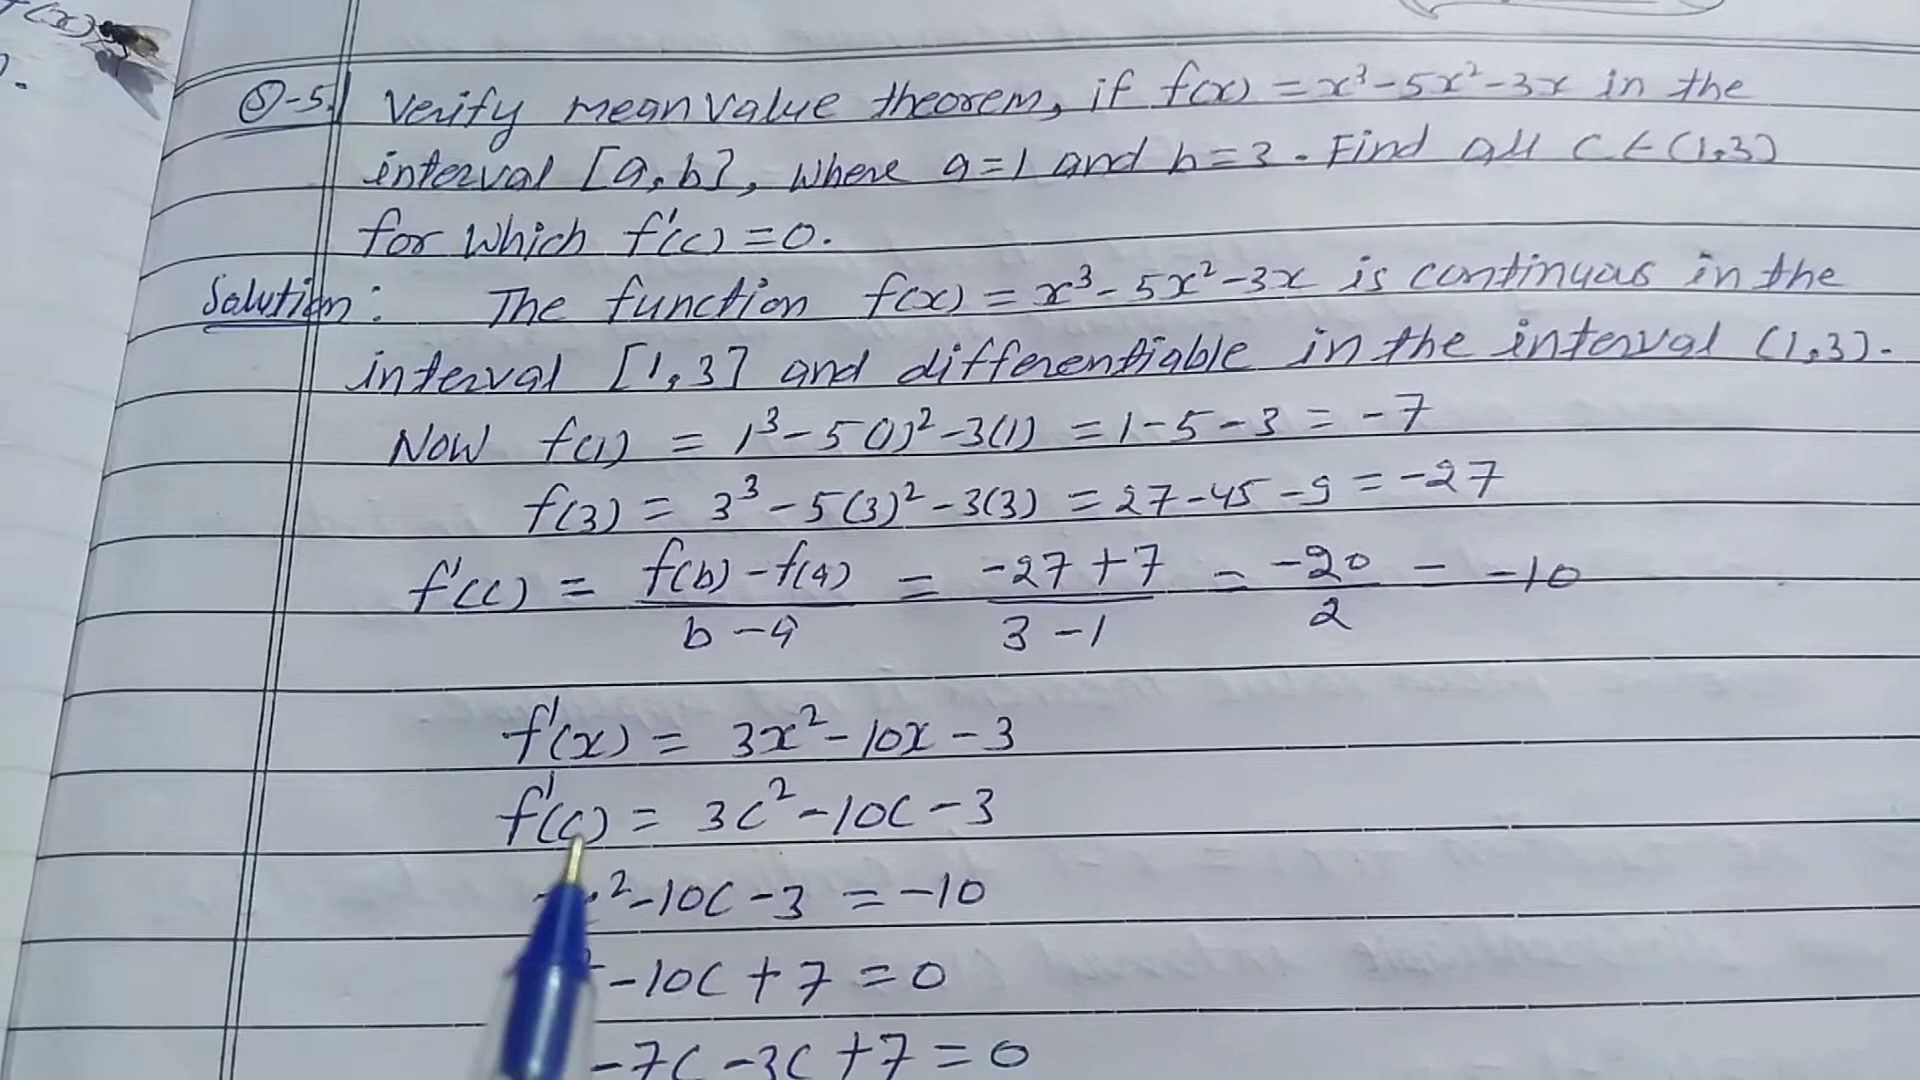 f(x)
Q-5. Verify mean value theorem, if f(x) = x³-5x²-3x in the
interval [a,b], where a=1 and b=3. Find all c ∈ (1,3)
for which f'(c) = 0.
Solution: The function f(x) = x³-5x²-3x is continuas in the
interval [1,3] and differentiable in the interval (1,3).
Now f(1) = 1³-5(1)²-3(1) = 1-5-3 = -7
f(3) = 3³-5(3)²-3(3) = 27-45-9 = -27
f'(c) = f(b)-f(a) / b-a = -27+7 / 3-1 = -20 / 2 = -10
f'(x) = 3x²-10x-3
f'(c) = 3c²-10c-3
²-10c-3 = -10
-10c+7 = 0
-7c-3c+7 = 0